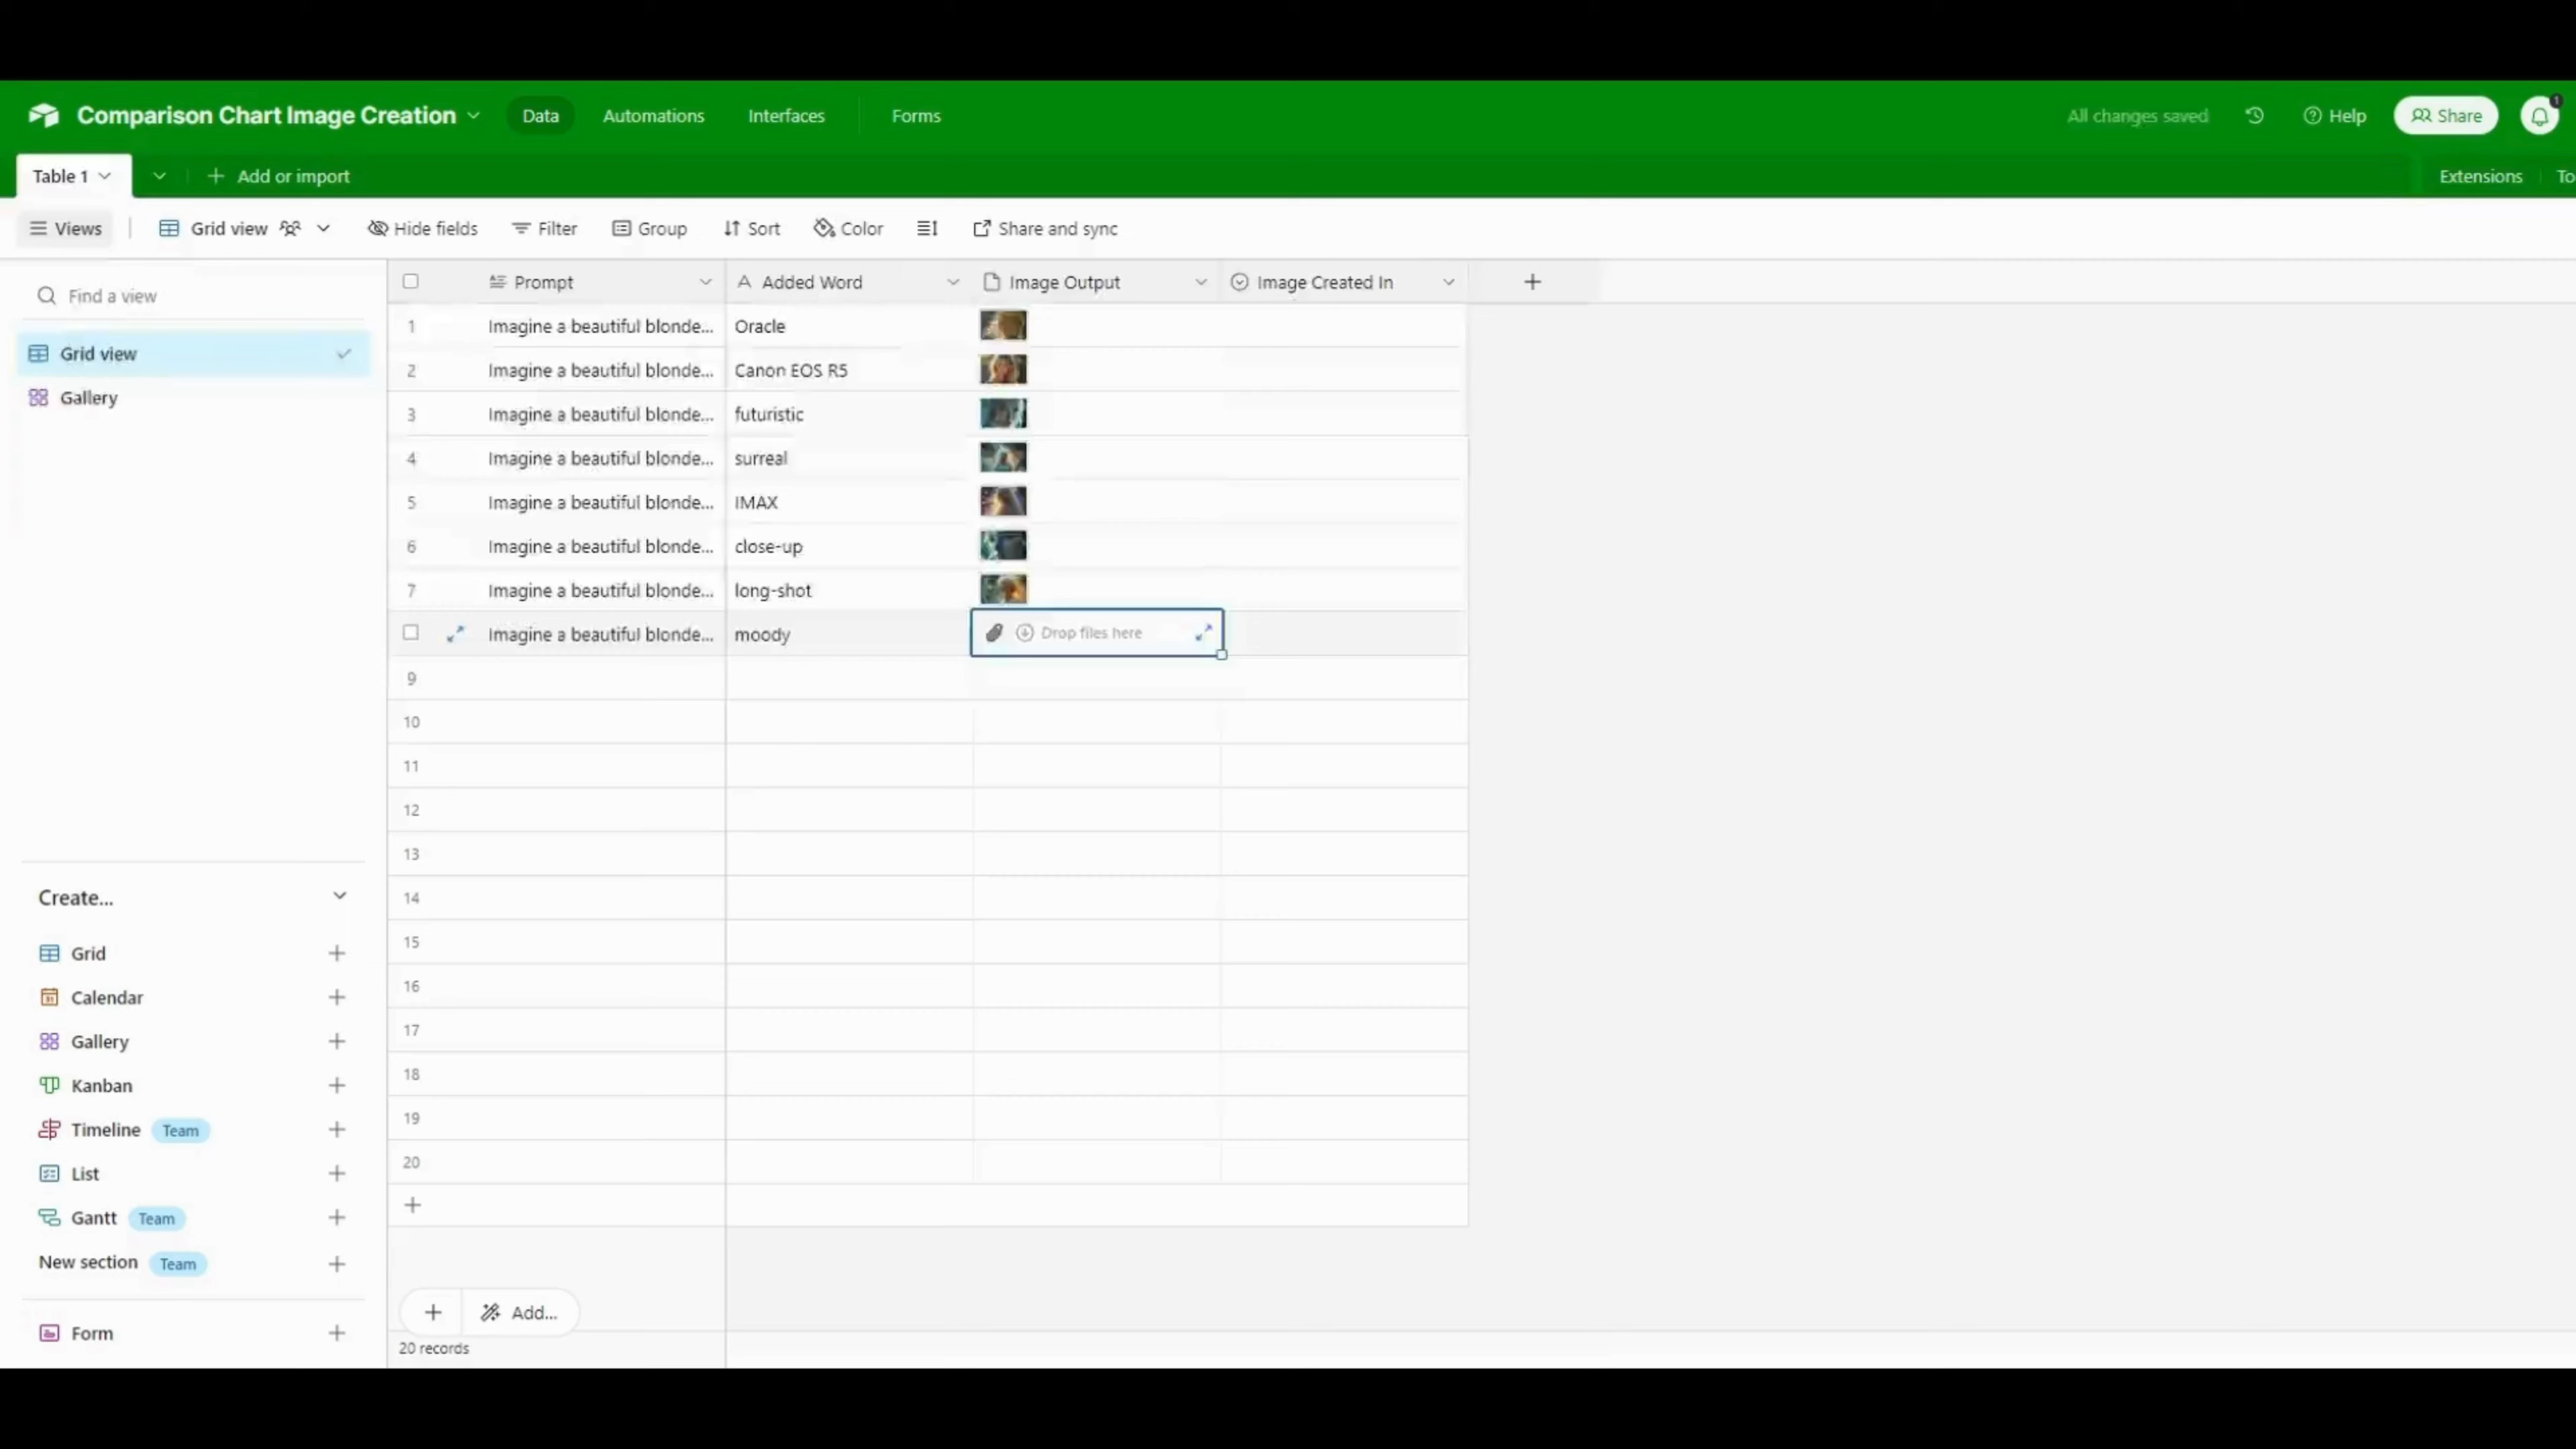 Comparison Chart Image Creation Data Automations Interfaces Forms All changes saved Help Share 1
Table 1 Add or import Extensions To
Views Grid view Hide fields Filter Group Sort Color Share and sync
Find a view
Grid view
Gallery
Prompt Added Word Image Output Image Created In
1 Imagine a beautiful blonde... Oracle
2 Imagine a beautiful blonde... Canon EOS R5
3 Imagine a beautiful blonde... futuristic
4 Imagine a beautiful blonde... surreal
5 Imagine a beautiful blonde... IMAX
6 Imagine a beautiful blonde... close-up
7 Imagine a beautiful blonde... long-shot
Imagine a beautiful blonde... moody Drop files here
9
10
11
12
13
14
15
16
17
18
19
20
Create...
Grid
Calendar
Gallery
Kanban
Timeline Team
List
Gantt Team
New section Team
Form
Add...
20 records